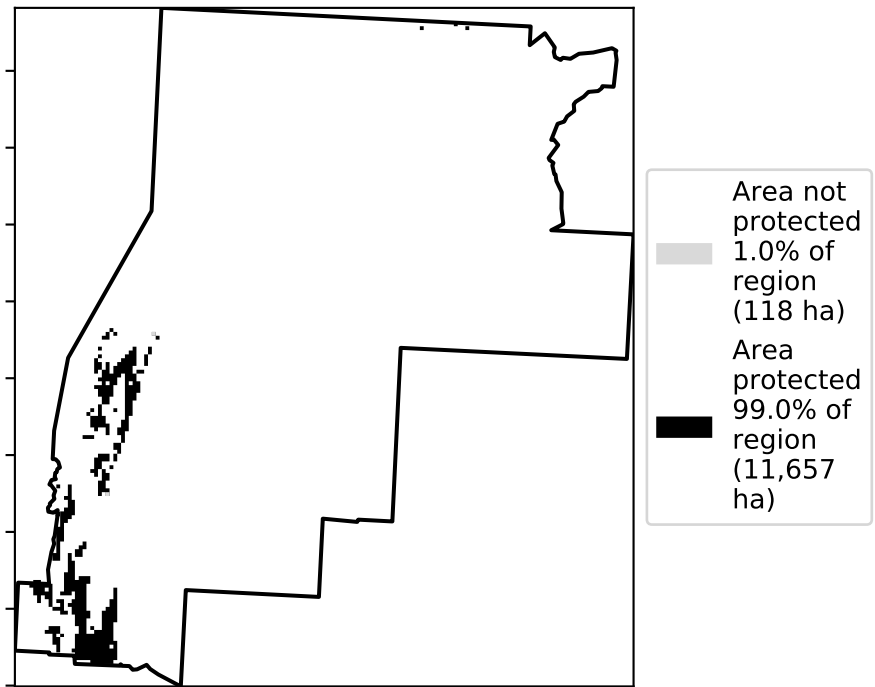 Area not
protected
1.0% of
region
(118 ha)
Area
protected
99.0% of
region
(11,657
ha)